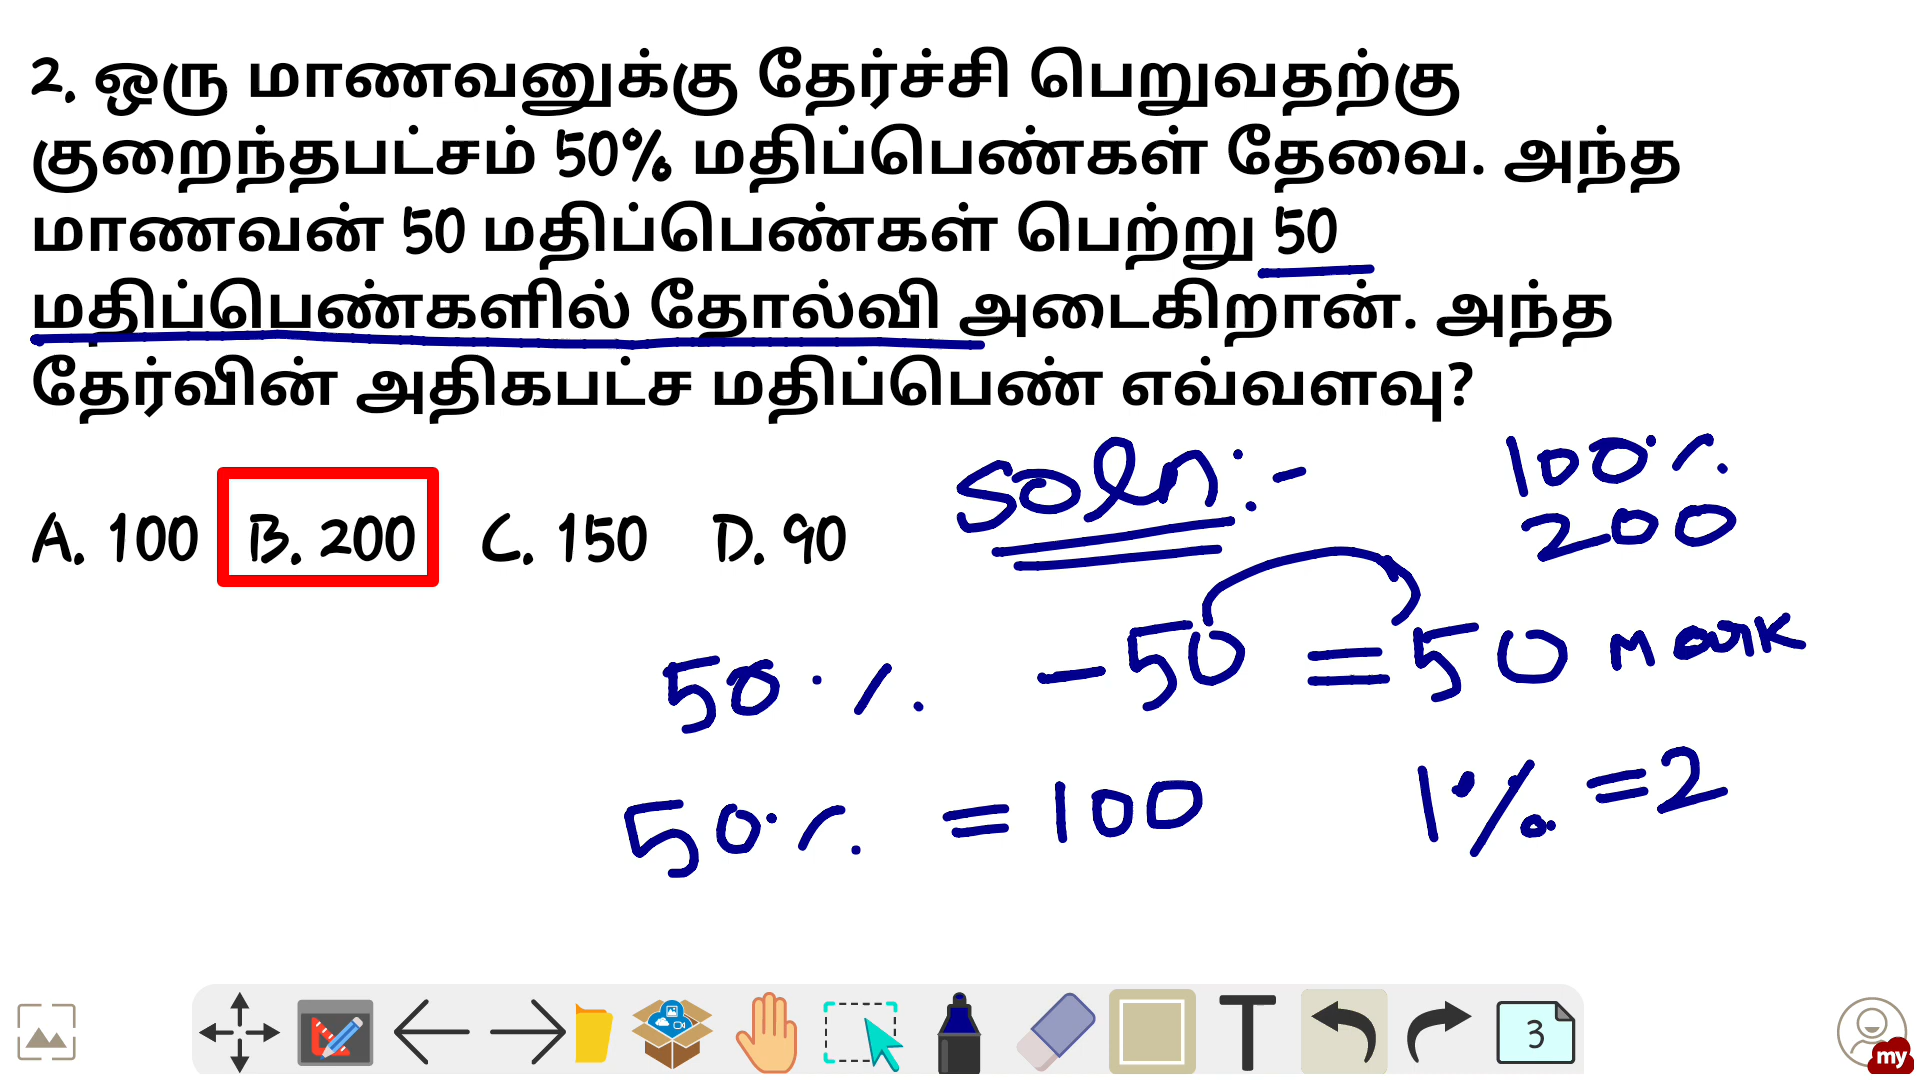 2. ஒரு மாணவனுக்கு தேர்ச்சி பெறுவதற்கு
குறைந்தபட்சம் 50% மதிப்பெண்கள் தேவை. அந்த
மாணவன் 50 மதிப்பெண்கள் பெற்று 50
மதிப்பெண்களில் தோல்வி அடைகிறான். அந்த
தேர்வின் அதிகபட்ச மதிப்பெண் எவ்வளவு?
A. 100 B. 200 C. 150 D. 90
Soln:-
100%
200
50% -50 = 50 mark
50% = 100 1% = 2
T 3
my